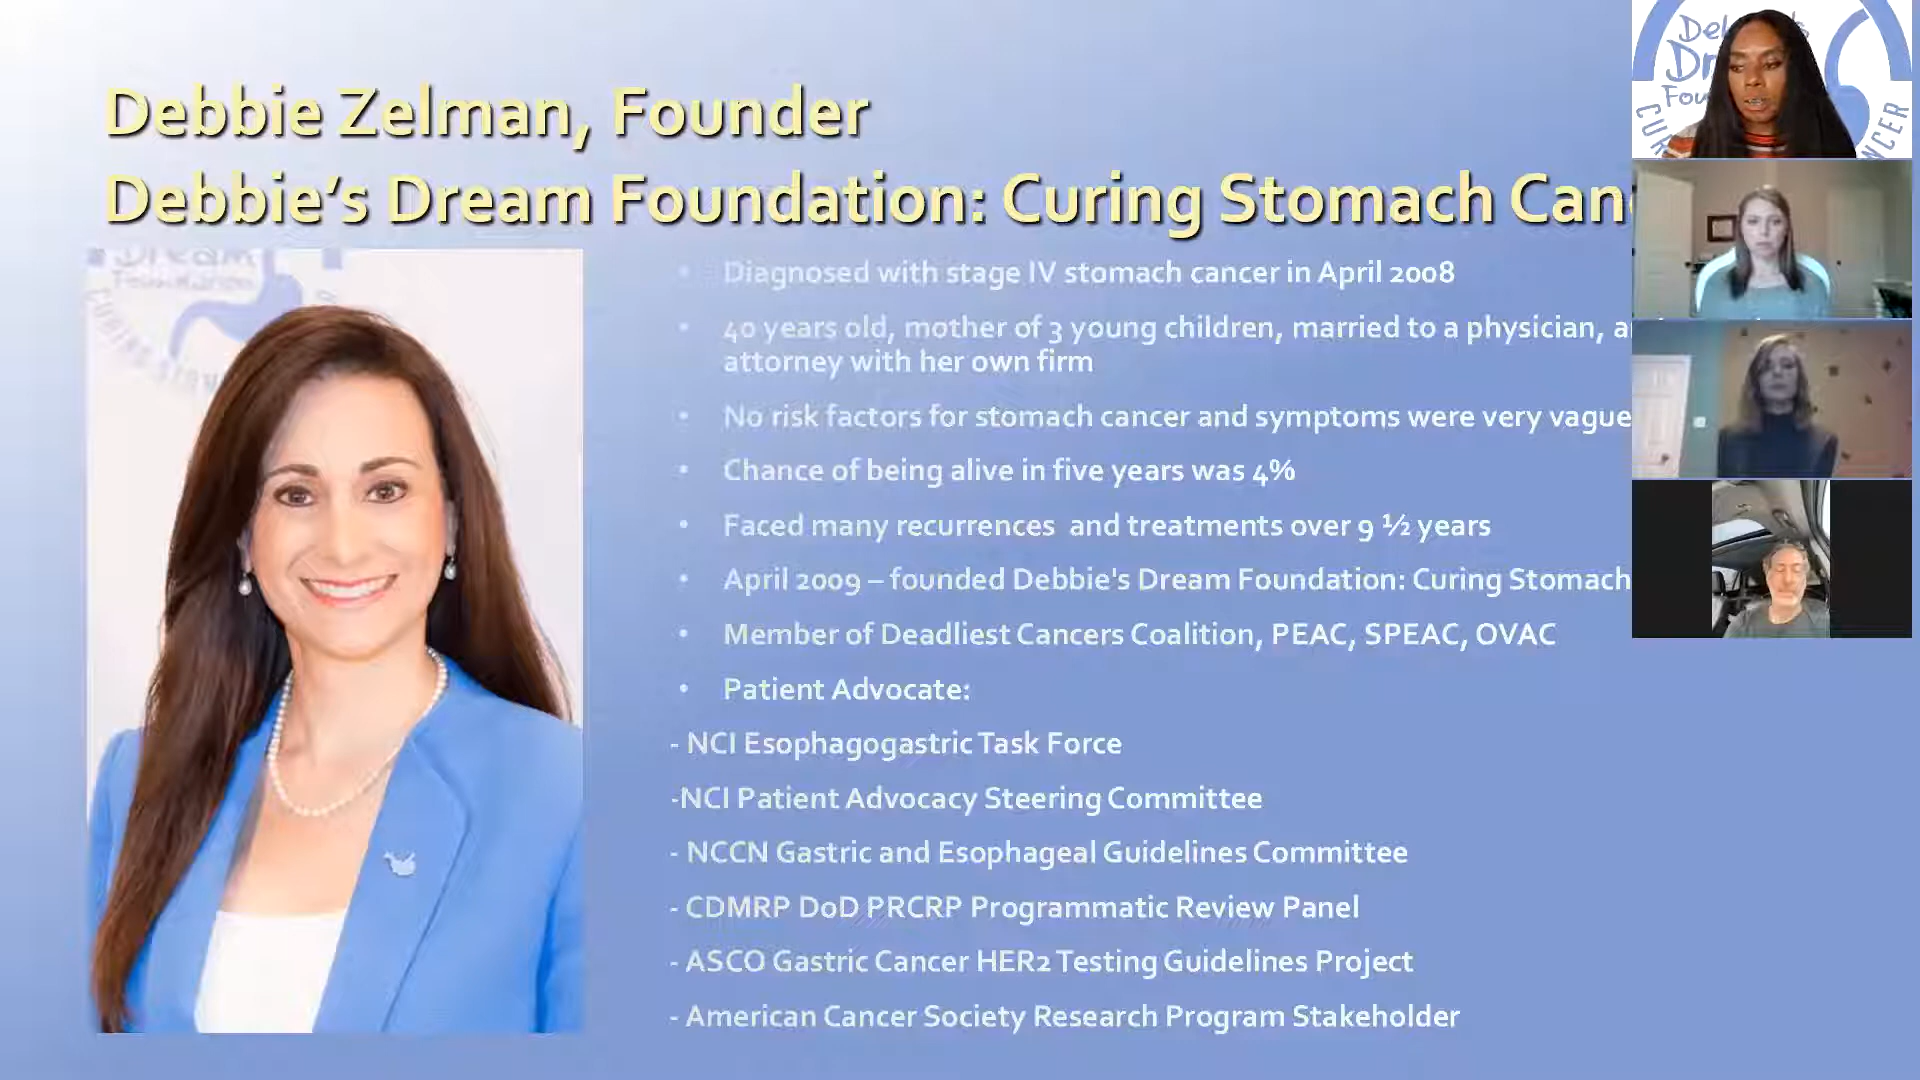 Debbie Zelman, Founder
Debbie's Dream Foundation: Curing Stomach
• Diagnosed with stage IV stomach cancer in April 2008
• 40 years old, mother of 3 young children, married to a physician,
attorney with her own firm
• No risk factors for stomach cancer and symptoms were very vague
• Chance of being alive in five years was 4%
• Faced many recurrences and treatments over 9 ½ years
• April 2009 – founded Debbie's Dream Foundation: Curing Stomach
• Member of Deadliest Cancers Coalition, PEAC, SPEAC, OVAC
• Patient Advocate:
- NCI Esophagogastric Task Force
-NCI Patient Advocacy Steering Committee
- NCCN Gastric and Esophageal Guidelines Committee
- CDMRP DoD PRCRP Programmatic Review Panel
- ASCO Gastric Cancer HER2 Testing Guidelines Project
- American Cancer Society Research Program Stakeholder
Dream
Foundation
CURING